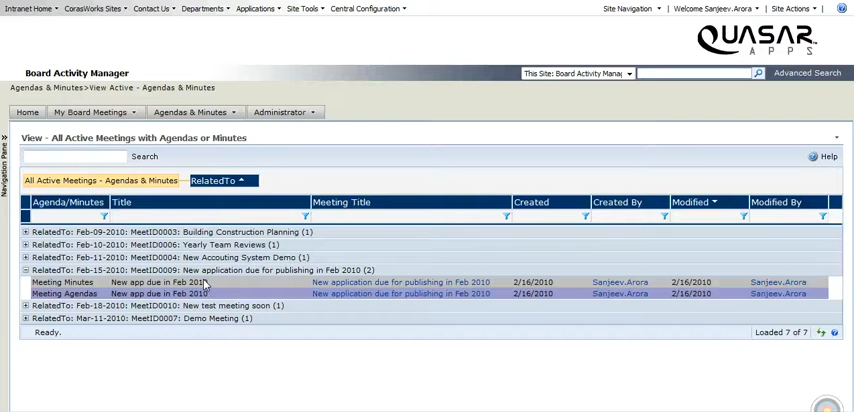 Intranet Home CorasWorks Sites Contact Us Departments Applications Site Tools Central Configuration Site Navigation Welcome Sanjeev.Arora Site Actions
QUASAR
APPS
Board Activity Manager This Site: Board Activity Manag Advanced Search
Agendas & Minutes>View Active - Agendas & Minutes
Home My Board Meetings Agendas & Minutes Administrator
Navigation Pane
View - All Active Meetings with Agendas or Minutes
Search Help
All Active Meetings - Agendas & Minutes RelatedTo
Agenda/Minutes Title Meeting Title Created Created By Modified Modified By
RelatedTo: Feb-09-2010: MeetID0003: Building Construction Planning (1)
RelatedTo: Feb-10-2010: MeetID0006: Yearly Team Reviews (1)
RelatedTo: Feb-11-2010: MeetID0004: New Accouting System Demo (1)
RelatedTo: Feb-15-2010: MeetID0009: New application due for publishing in Feb 2010 (2)
Meeting Minutes New app due in Feb 2010 New application due for publishing in Feb 2010 2/16/2010 Sanjeev.Arora 2/16/2010 Sanjeev.Arora
Meeting Agendas New app due in Feb 2010 New application due for publishing in Feb 2010 2/16/2010 Sanjeev.Arora 2/16/2010 Sanjeev.Arora
RelatedTo: Feb-18-2010: MeetID0010: New test meeting soon (1)
RelatedTo: Mar-11-2010: MeetID0007: Demo Meeting (1)
Ready. Loaded 7 of 7